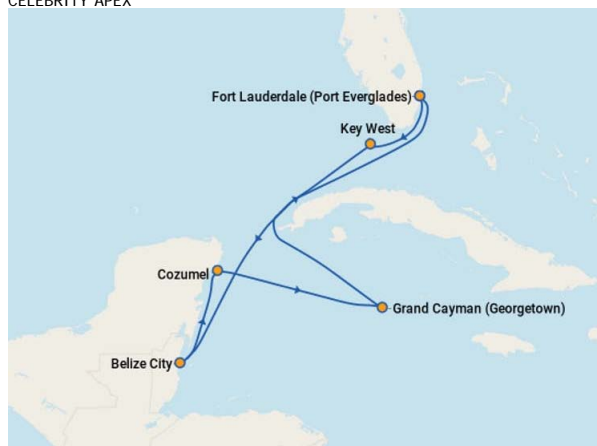 CELEBRITY APEX
Fort Lauderdale (Port Everglades)
Key West
Cozumel
Grand Cayman (Georgetown)
Belize City